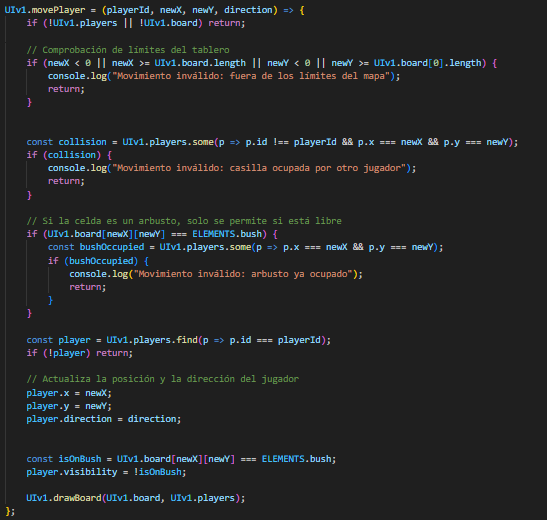 UIv1.movePlayer = (playerId, newX, newY, direction) => {
if (!UIv1.players || !UIv1.board) return;
// Comprobación de límites del tablero
if (newX < 0 || newX >= UIv1.board.length || newY < 0 || newY >= UIv1.board[0].length) {
console.log("Movimiento inválido: fuera de los límites del mapa");
return;
}
const collision = UIv1.players.some(p => p.id !== playerId && p.x === newX && p.y === newY);
if (collision) {
console.log("Movimiento inválido: casilla ocupada por otro jugador");
return;
}
// Si la celda es un arbusto, solo se permite si está libre
if (UIv1.board[newX][newY] === ELEMENTS.bush) {
const bushOccupied = UIv1.players.some(p => p.x === newX && p.y === newY);
if (bushOccupied) {
console.log("Movimiento inválido: arbusto ya ocupado");
return;
}
}
const player = UIv1.players.find(p => p.id === playerId);
if (!player) return;
// Actualiza la posición y la dirección del jugador
player.x = newX;
player.y = newY;
player.direction = direction;
const isOnBush = UIv1.board[newX][newY] === ELEMENTS.bush;
player.visibility = !isOnBush;
UIv1.drawBoard(UIv1.board, UIv1.players);
};